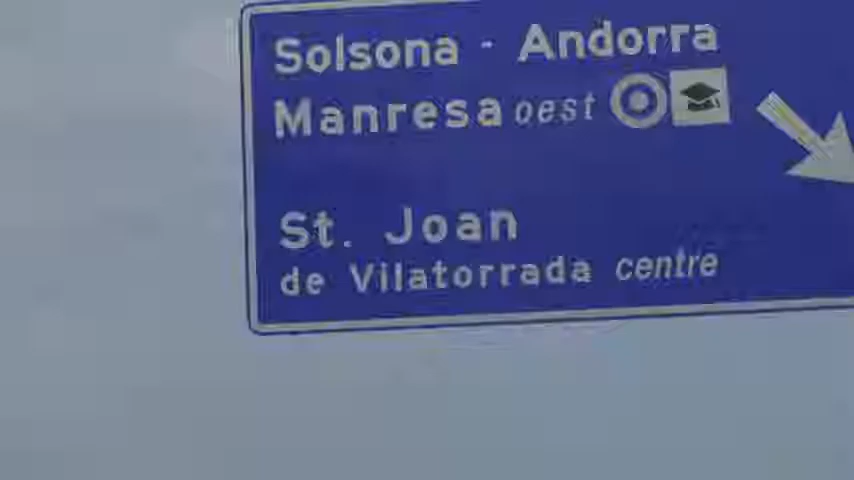 Solsona - Andorra
Manresa oest
St. Joan
de Vilatorrada centre